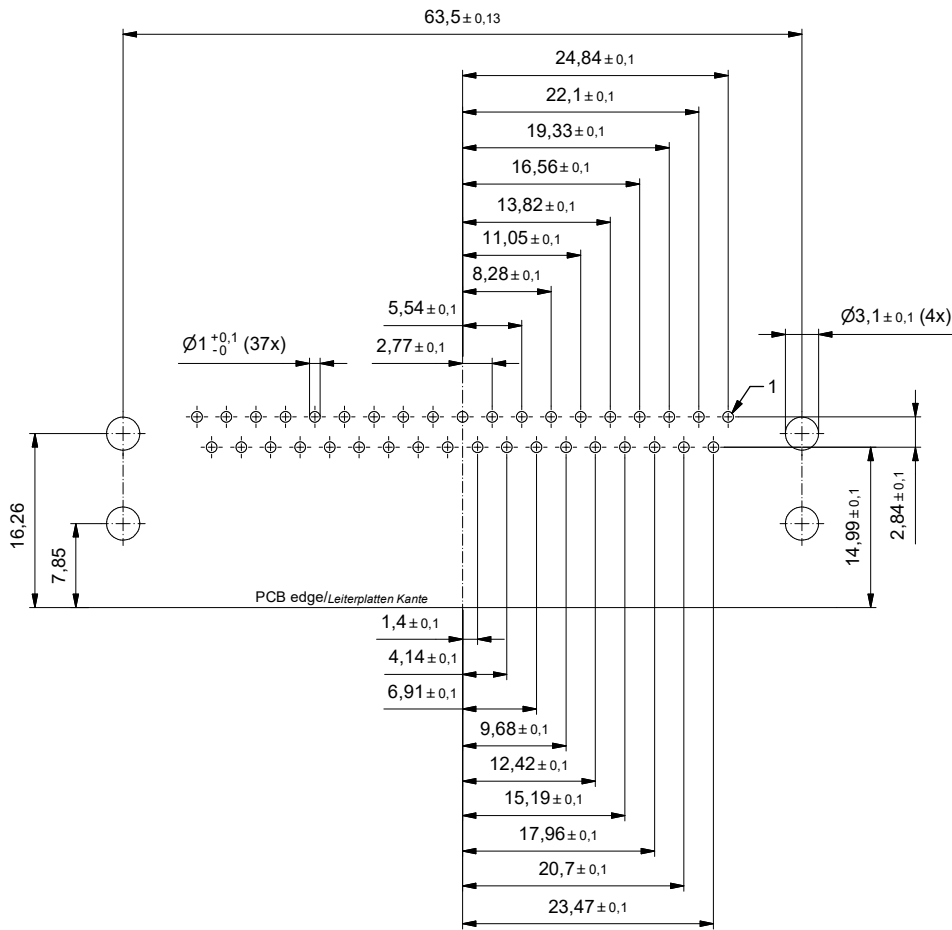 63,5 ± 0,13
24,84 ± 0,1
22,1 ± 0,1
19,33 ± 0,1
16,56 ± 0,1
13,82 ± 0,1
11,05 ± 0,1
8,28 ± 0,1
5,54 ± 0,1
Ø3,1 ± 0,1 (4x)
Ø1 +0,1 -0 (37x)
2,77 ± 0,1
1
16,26
7,85
14,99 ± 0,1
2,84 ± 0,1
PCB edge/Leiterplatten Kante
1,4 ± 0,1
4,14 ± 0,1
6,91 ± 0,1
9,68 ± 0,1
12,42 ± 0,1
15,19 ± 0,1
17,96 ± 0,1
20,7 ± 0,1
23,47 ± 0,1